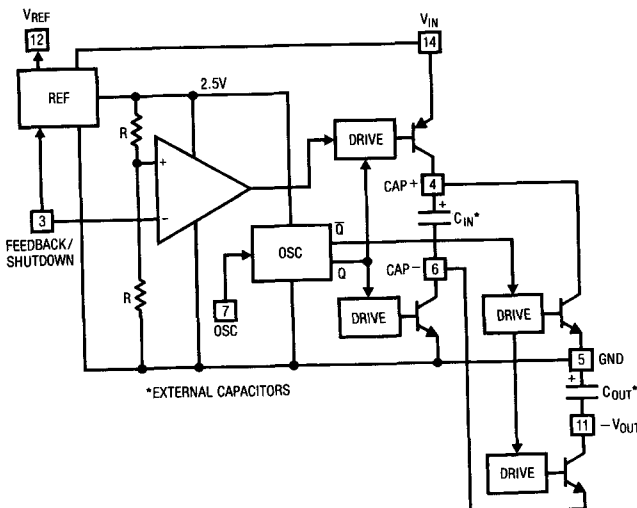 VREF
12
VIN
14
REF
2.5V
R
+
DRIVE
CAP+
4
+
CIN*
−
3
FEEDBACK/
SHUTDOWN
Q̅
OSC
Q
CAP−
6
R
7
OSC
DRIVE
DRIVE
5
GND
*EXTERNAL CAPACITORS
+
COUT*
11
−VOUT
DRIVE